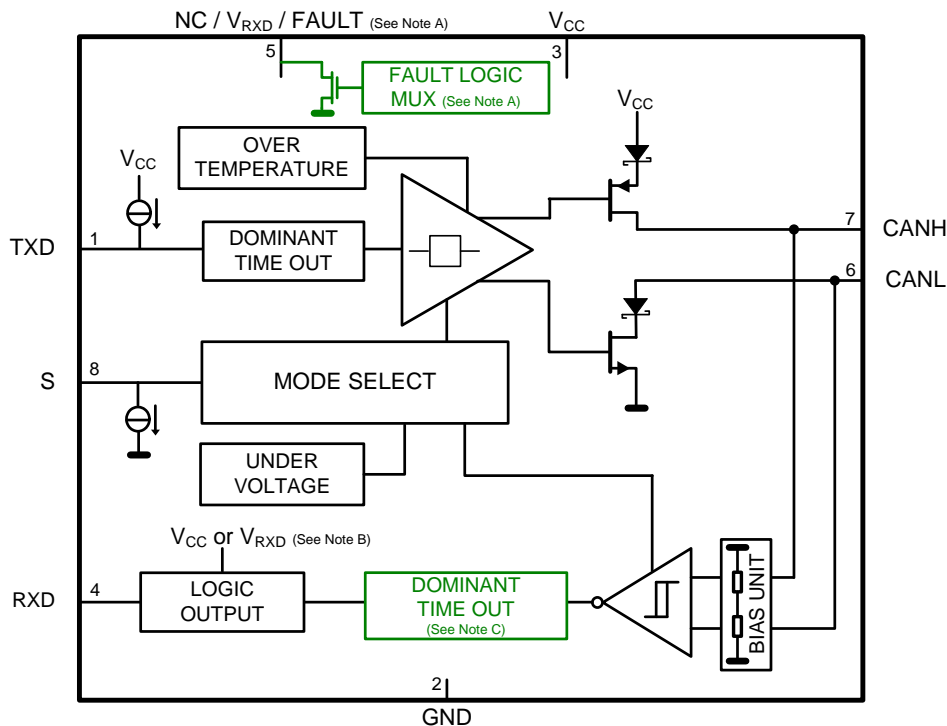 NC / VRXD / FAULT (See Note A)
VCC
5
3
FAULT LOGIC
MUX (See Note A)
VCC
OVER
TEMPERATURE
VCC
TXD
1
DOMINANT
TIME OUT
7
CANH
6
CANL
S
8
MODE SELECT
UNDER
VOLTAGE
VCC or VRXD (See Note B)
RXD
4
LOGIC
OUTPUT
DOMINANT
TIME OUT
(See Note C)
BIAS UNIT
2
GND